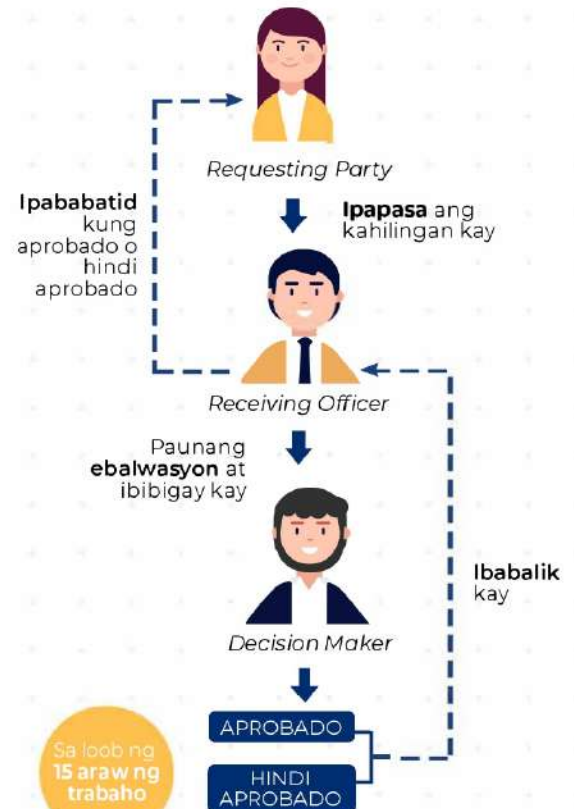 Requesting Party
Ipababatid
kung
aprobado o
hindi
aprobado
Ipapasa ang
kahilingan kay
Receiving Officer
Paunang
ebalwasyon at
ibibigay kay
Decision Maker
Ibabalik
kay
APROBADO
HINDI
APROBADO
Sa loob ng
15 araw ng
trabaho